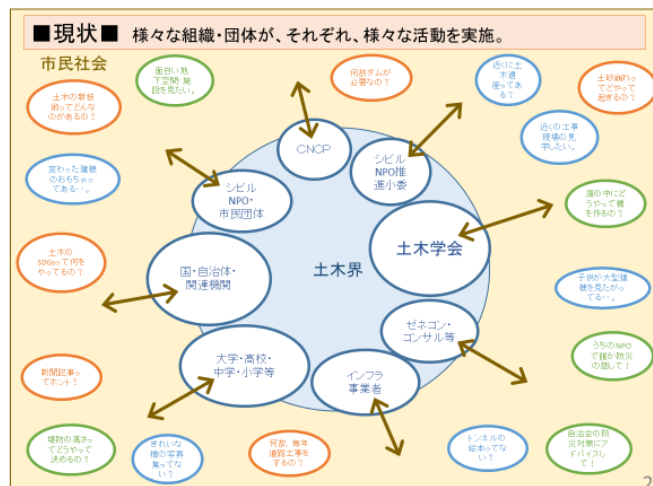 ■現状■ 様々な組織・団体が、それぞれ、様々な活動を実施。
市民社会
面白い地
下空間・施
設を見たい。
何故ダムが
必要なの？
近くに土
木遺
産ってあ
る？
土砂崩れっ
てどやって
起きるの？
土木の新技
術ってどんな
のがあるの？
近くの工事
現場の見
学したい。
CNCP
シビル
NPO推
進小委
変わった建機
のおもちゃっ
てある・・。
シビル
NPO・
市民団体
海の中にど
うやって橋
を作るの？
土木学会
土木界
土木の
SDGsって何を
やってるの？
国・自治体・
関連機関
子供が大型建
機を見たがっ
てる・・。
ゼネコン・
コンサル等
うちのNPO
で誰か防災
の話して！
大学・高校・
中学・小学等
インフラ
事業者
新聞記事っ
てホント？
堤防の高さっ
てどうやって
決めるの？
きれいな
橋の写真
集ってな
い？
何故、毎年
道路工事を
するの？
トンネルの
絵本ってな
い？
自治会の防
災対策にア
ドバイスし
て！
2